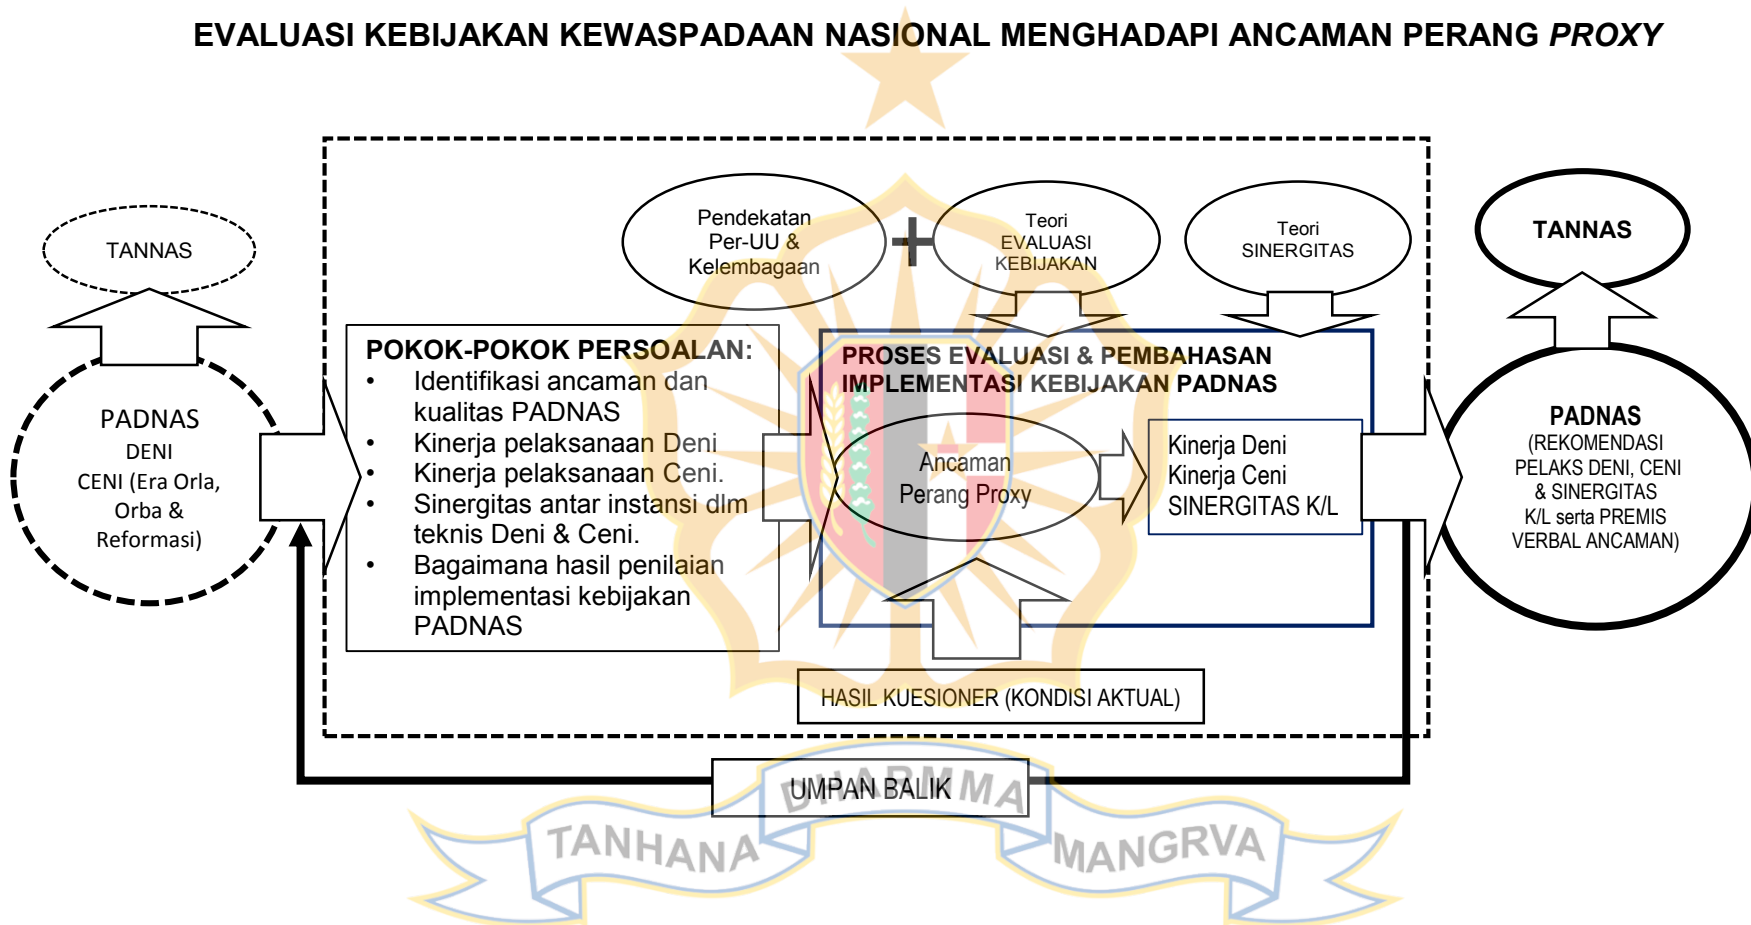 EVALUASI KEBIJAKAN KEWASPADAAN NASIONAL MENGHADAPI ANCAMAN PERANG PROXY
TANNAS
PADNAS
DENI
CENI (Era Orla,
Orba &
Reformasi)
POKOK-POKOK PERSOALAN:
• Identifikasi ancaman dan
kualitas PADNAS
• Kinerja pelaksanaan Deni
• Kinerja pelaksanaan Ceni.
• Sinergitas antar instansi dlm
teknis Deni & Ceni.
• Bagaimana hasil penilaian
implementasi kebijakan
PADNAS
Pendekatan
Per-UU &
Kelembagaan
+
Teori
EVALUASI
KEBIJAKAN
Teori
SINERGITAS
PROSES EVALUASI & PEMBAHASAN
IMPLEMENTASI KEBIJAKAN PADNAS
Ancaman
Perang Proxy
Kinerja Deni
Kinerja Ceni
SINERGITAS K/L
HASIL KUESIONER (KONDISI AKTUAL)
TANNAS
PADNAS
(REKOMENDASI
PELAKS DENI, CENI
& SINERGITAS
K/L serta PREMIS
VERBAL ANCAMAN)
UMPAN BALIK
TANHANA DHARMMA MANGRVA